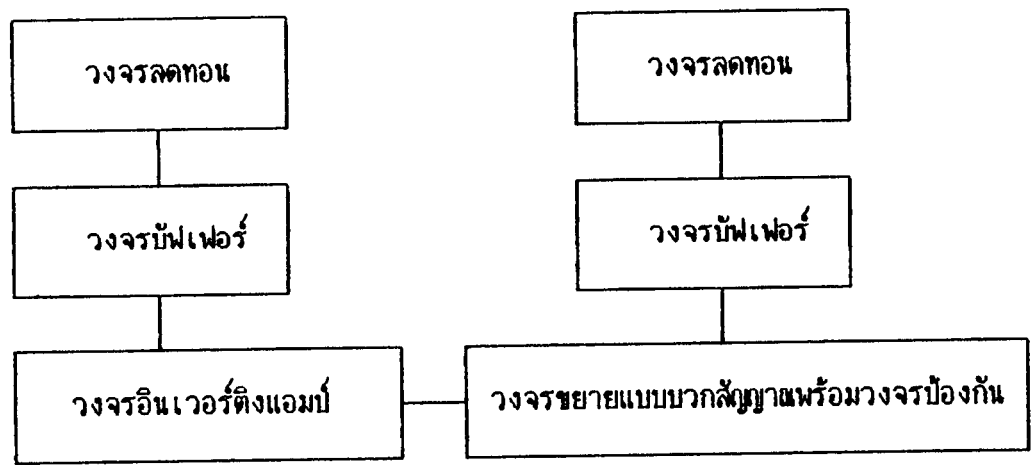 วงจรลดทอน
วงจรลดทอน
วงจรบัฟเฟอร์
วงจรบัฟเฟอร์
วงจรอินเวอร์ติงแอมป์
วงจรขยายแบบบวกสัญญาณพร้อมวงจรป้องกัน